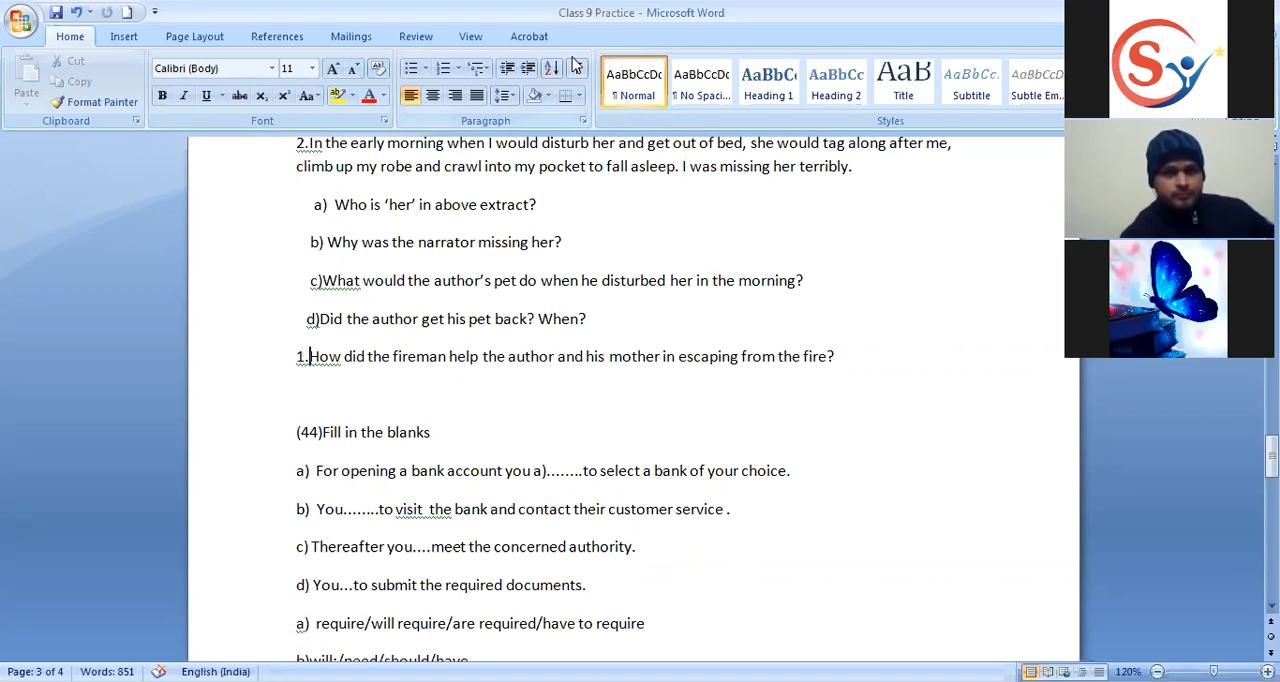 Class 9 Practice - Microsoft Word
Home Insert Page Layout References Mailings Review View Acrobat
Cut
Copy
Paste
Format Painter
Calibri (Body) 11
AaBbCcDc AaBbCcDc AaBbC AaBbCc AaB AaBbCc. AaBbCcDc
¶ Normal ¶ No Spaci... Heading 1 Heading 2 Title Subtitle Subtle Em...
Clipboard Font Paragraph Styles
2.In the early morning when I would disturb her and get out of bed, she would tag along after me,
climb up my robe and crawl into my pocket to fall asleep. I was missing her terribly.
a) Who is ‘her’ in above extract?
b) Why was the narrator missing her?
c)What would the author’s pet do when he disturbed her in the morning?
d)Did the author get his pet back? When?
1.How did the fireman help the author and his mother in escaping from the fire?
(44)Fill in the blanks
a) For opening a bank account you a)........to select a bank of your choice.
b) You........to visit the bank and contact their customer service .
c) Thereafter you....meet the concerned authority.
d) You...to submit the required documents.
a) require/will require/are required/have to require
b)will:/need/should/have
Page: 3 of 4 Words: 851 English (India) 120%
S